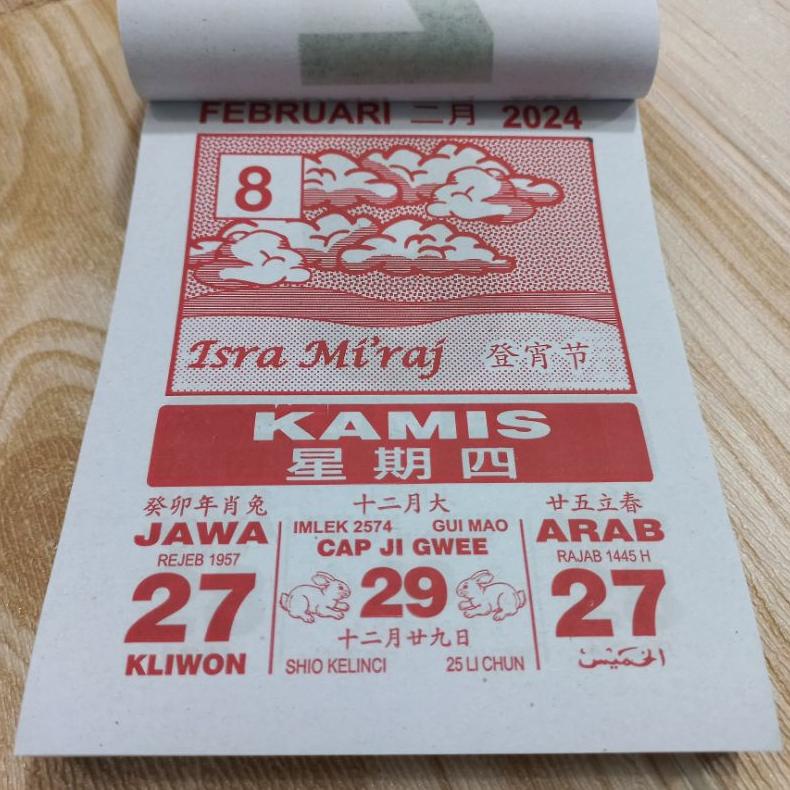 FEBRUARI 二月 2024
8
Isra Mi'raj 登宵节
KAMIS
星期四
癸卯年肖兔 十二月大 廿五立春
JAWA IMLEK 2574 GUI MAO ARAB
REJEB 1957 CAP JI GWEE RAJAB 1445 H
27 29 27
十二月廿九日
KLIWON SHIO KELINCI 25 LI CHUN الخميس